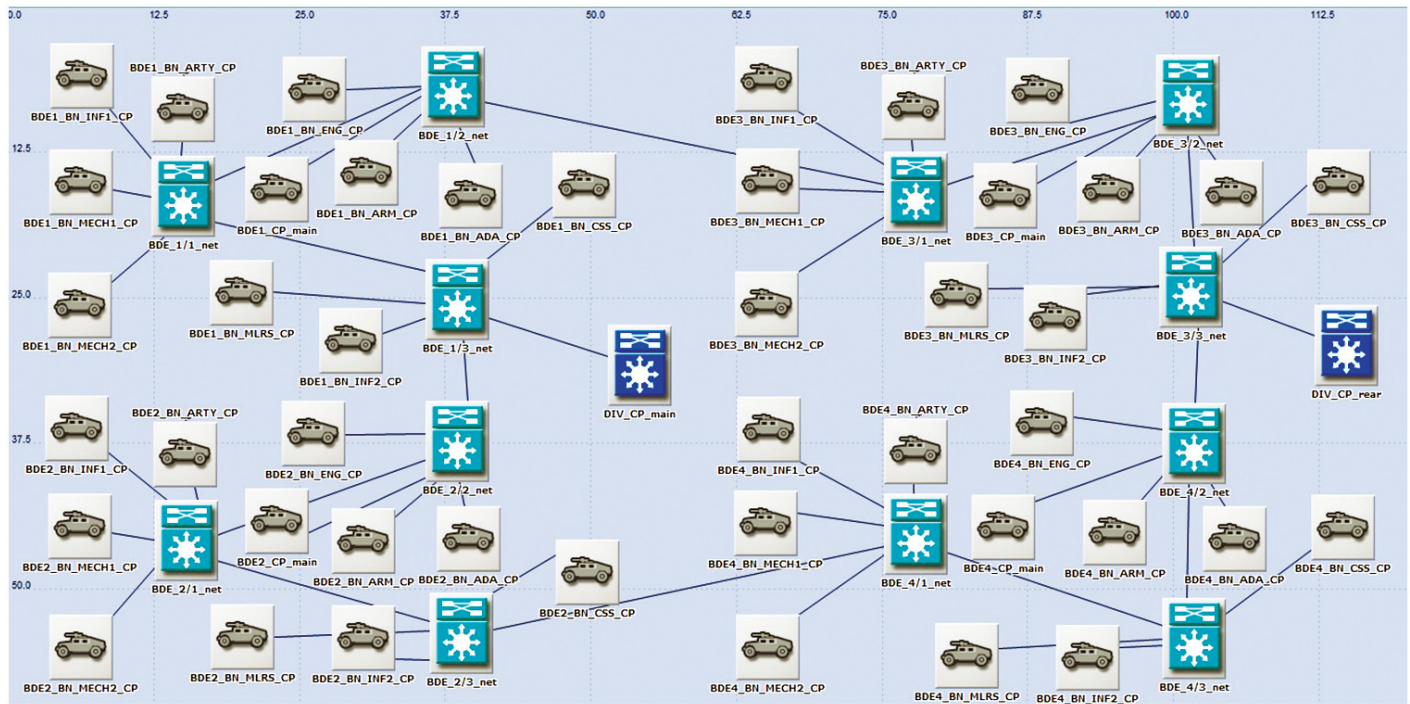 0.0 12.5 25.0 37.5 50.0 62.5 75.0 87.5 100.0 112.5
BDE1_BN_ARTY_CP
BDE3_BN_ARTY_CP
BDE1_BN_INF1_CP
BDE1_BN_ENG_CP
BDE_1/2_net
BDE3_BN_INF1_CP
BDE3_BN_ENG_CP
BDE_3/2_net
12.5
BDE1_BN_MECH1_CP
BDE1_CP_main
BDE1_BN_ARM_CP
BDE1_BN_ADA_CP
BDE1_BN_CSS_CP
BDE3_BN_MECH1_CP
BDE3_CP_main
BDE3_BN_ARM_CP
BDE3_BN_ADA_CP
BDE3_BN_CSS_CP
BDE_1/1_net
BDE_3/1_net
25.0
BDE1_BN_MECH2_CP
BDE1_BN_MLRS_CP
BDE_1/3_net
BDE3_BN_MECH2_CP
BDE3_BN_MLRS_CP
BDE_3/3_net
BDE1_BN_INF2_CP
BDE3_BN_INF2_CP
DIV_CP_main
DIV_CP_rear
BDE2_BN_ARTY_CP
BDE4_BN_ARTY_CP
37.5
BDE2_BN_INF1_CP
BDE2_BN_ENG_CP
BDE_2/2_net
BDE4_BN_INF1_CP
BDE4_BN_ENG_CP
BDE_4/2_net
BDE2_BN_MECH1_CP
BDE2_CP_main
BDE2_BN_ARM_CP
BDE2_BN_ADA_CP
BDE4_BN_MECH1_CP
BDE4_CP_main
BDE4_BN_ARM_CP
BDE4_BN_ADA_CP
BDE4_BN_CSS_CP
BDE_2/1_net
BDE_4/1_net
50.0
BDE2_BN_CSS_CP
BDE2_BN_MECH2_CP
BDE2_BN_MLRS_CP
BDE2_BN_INF2_CP
BDE_2/3_net
BDE4_BN_MECH2_CP
BDE4_BN_MLRS_CP
BDE4_BN_INF2_CP
BDE_4/3_net